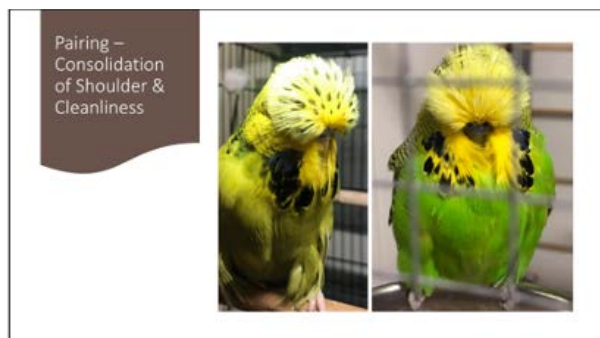 Pairing –
Consolidation
of Shoulder &
Cleanliness